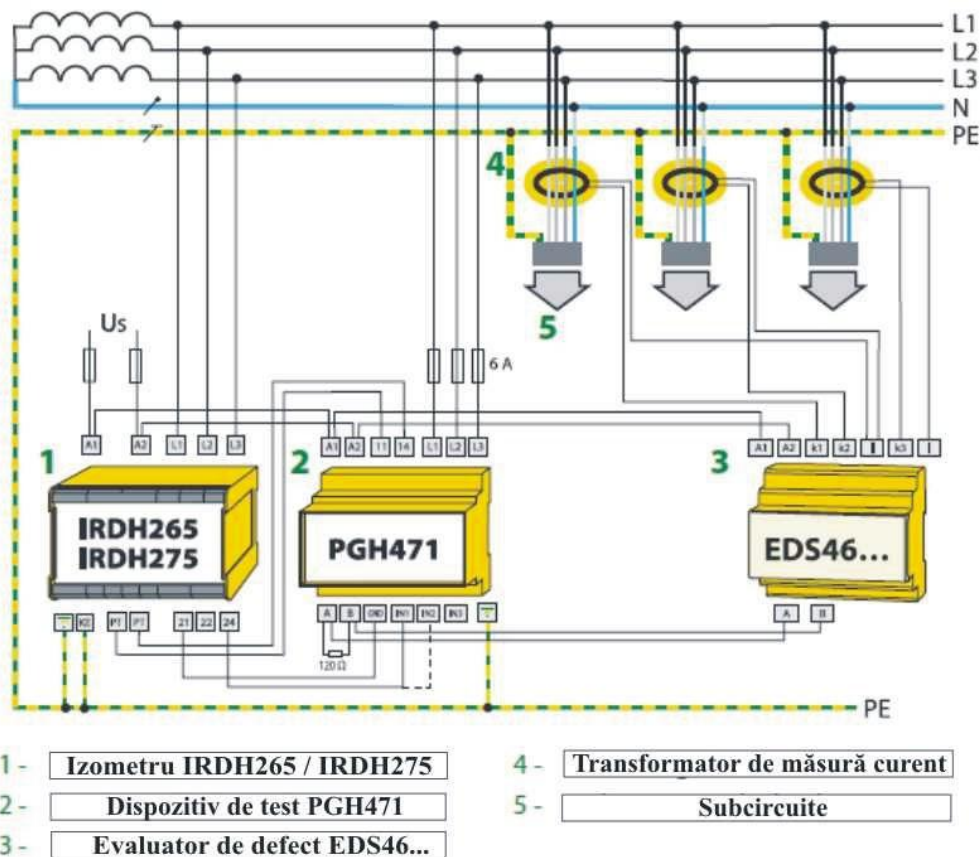 L1
L2
L3
N
PE
4
5
Us
6 A
A1 A2 L1 L2 L3
A1 A2 11 14 L1 L2 L3
A1 A2 k1 k2 l k3 l
1
2
3
IRDH265
IRDH275
PGH471
EDS46...
KE PT PT 21 22 24
A B GND IN1 IN2 IN3
A B
120 Ω
PE
1 - Izometru IRDH265 / IRDH275
2 - Dispozitiv de test PGH471
3 - Evaluator de defect EDS46...
4 - Transformator de măsură curent
5 - Subcircuite